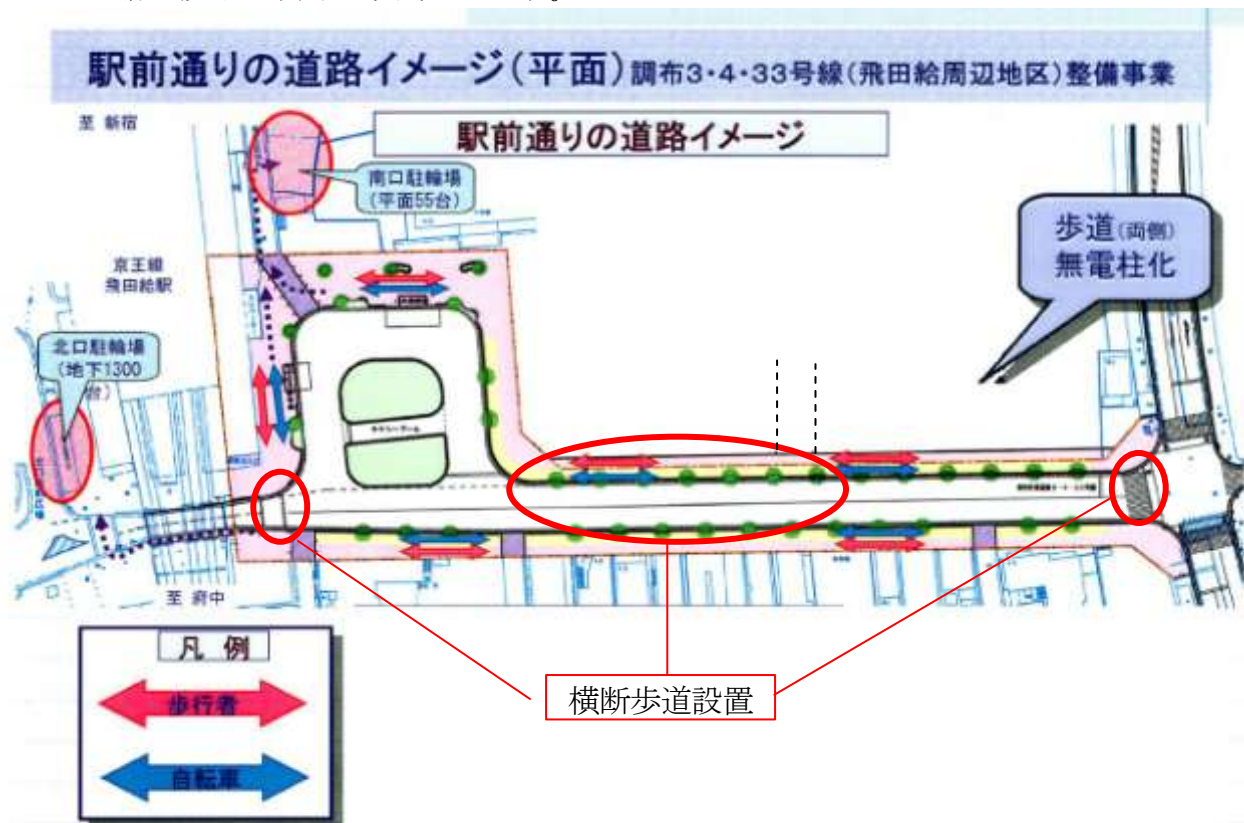 駅前通りの道路イメージ(平面) 調布3・4・33号線(飛田給周辺地区)整備事業
至 新宿
駅前通りの道路イメージ
南口駐輪場
(平面55台)
歩道(両側)
無電柱化
京王線
飛田給駅
北口駐輪場
(地下1300
台)
至 府中
凡 例
歩行者
自転車
横断歩道設置